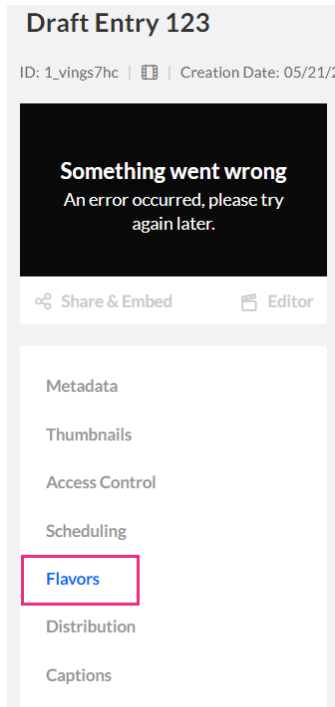 Draft Entry 123
ID: 1_vings7hc | | Creation Date: 05/21/
Something went wrong
An error occurred, please try
again later.
Share & Embed Editor
Metadata
Thumbnails
Access Control
Scheduling
Flavors
Distribution
Captions